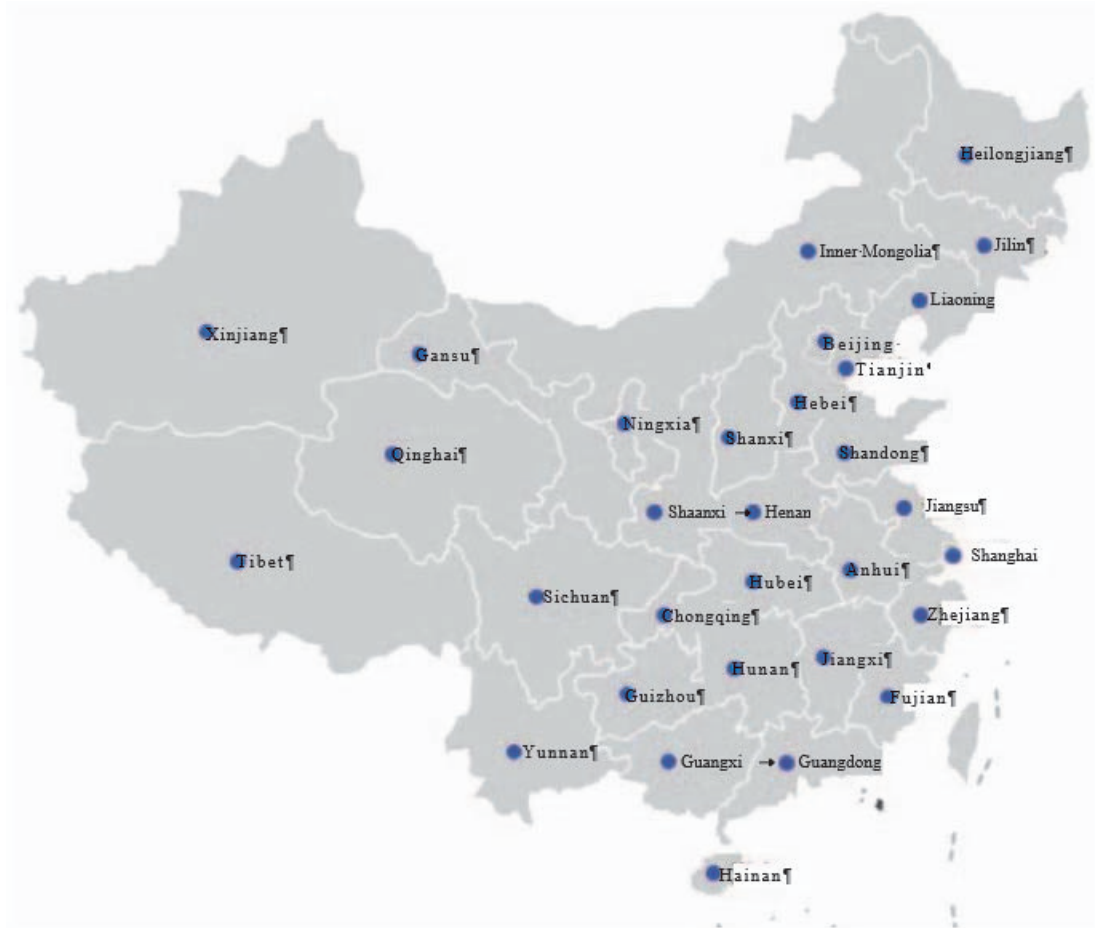 Heilongjiang¶
Jilin¶
Inner·Mongolia¶
Liaoning
Xinjiang¶
Beijing·
Gansu¶
Tianjin
Hebei¶
Ningxia¶
Shanxi¶
Qinghai¶
Shandong¶
Jiangsu¶
Shaanxi → Henan
Shanghai
Tibet¶
Anhui¶
Hubei¶
Sichuan¶
Chongqing¶
Zhejiang¶
Jiangxi¶
Hunan¶
Guizhou¶
Fujian¶
Yunnan¶
Guangxi → Guangdong
Hainan¶